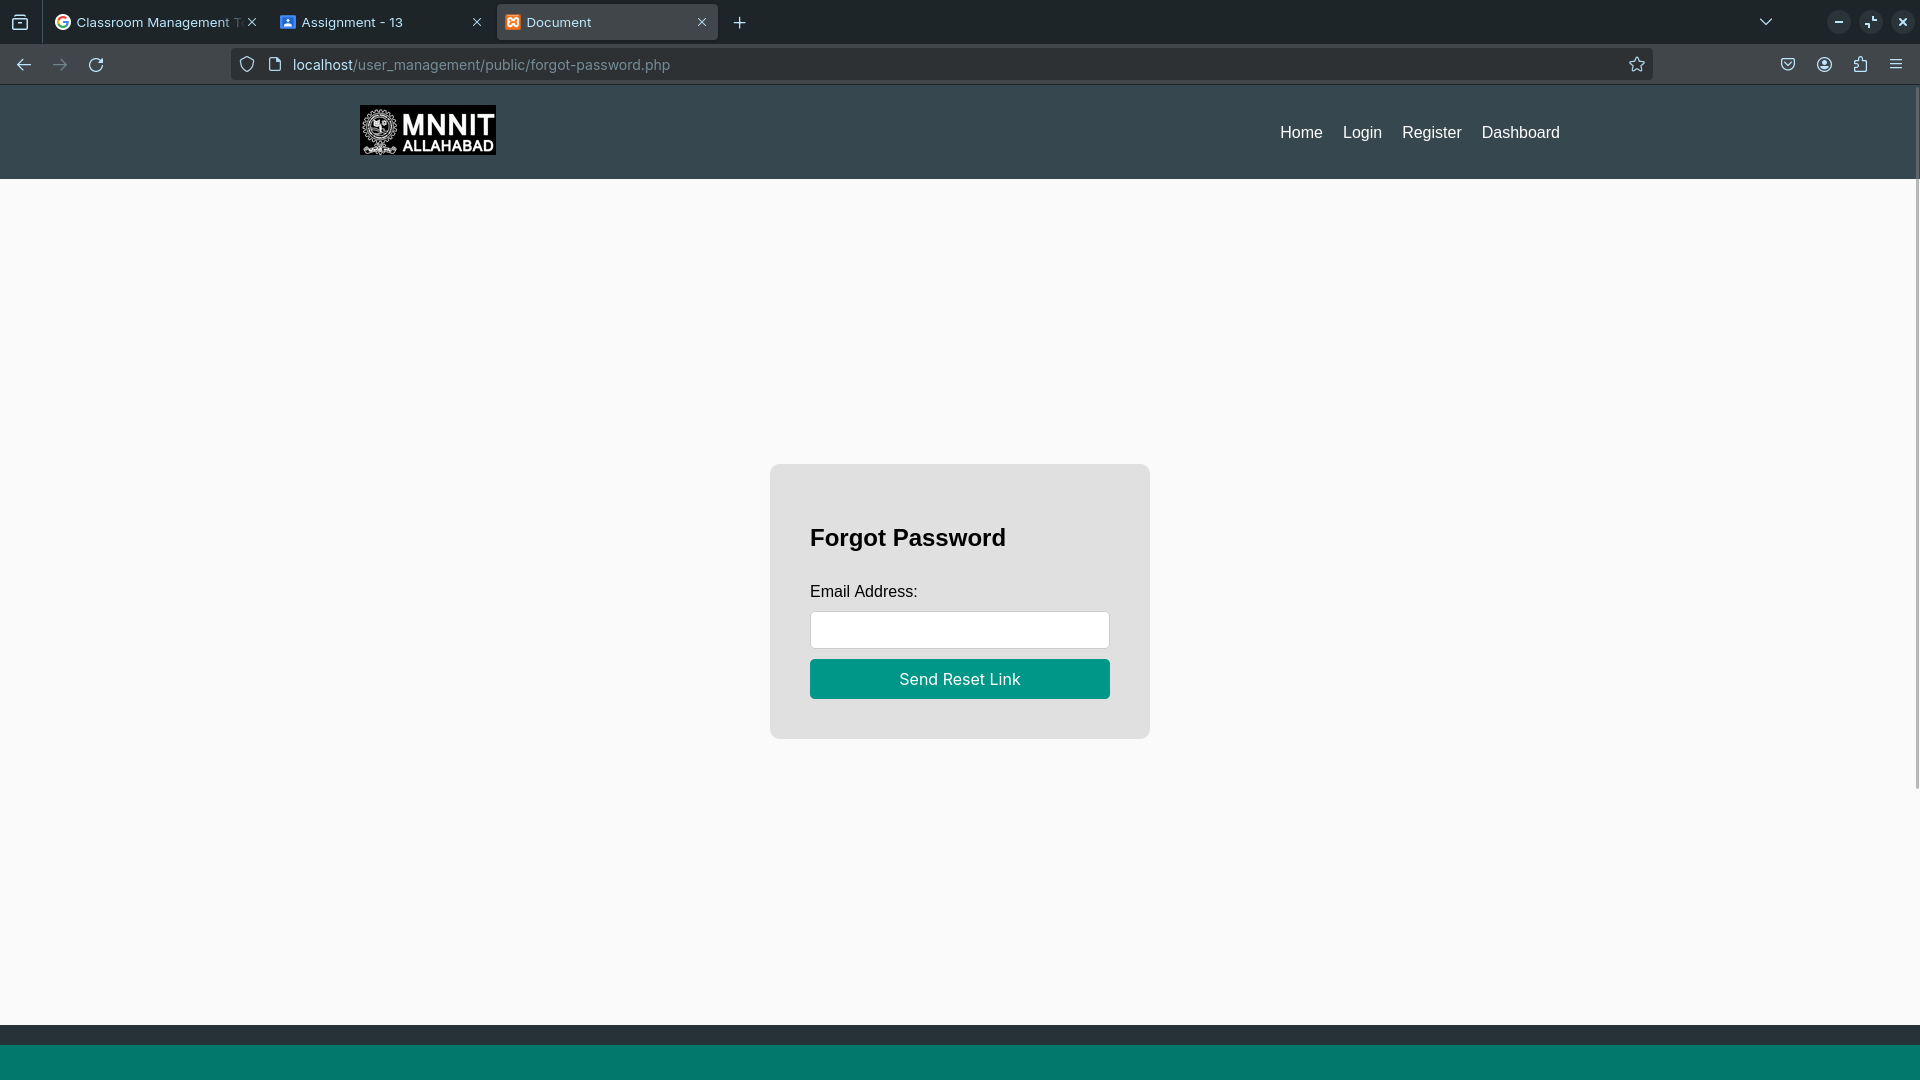 Classroom Management T
Assignment - 13
Document
localhost/user_management/public/forgot-password.php
MNNIT
ALLAHABAD
Home Login Register Dashboard
Forgot Password
Email Address:
Send Reset Link